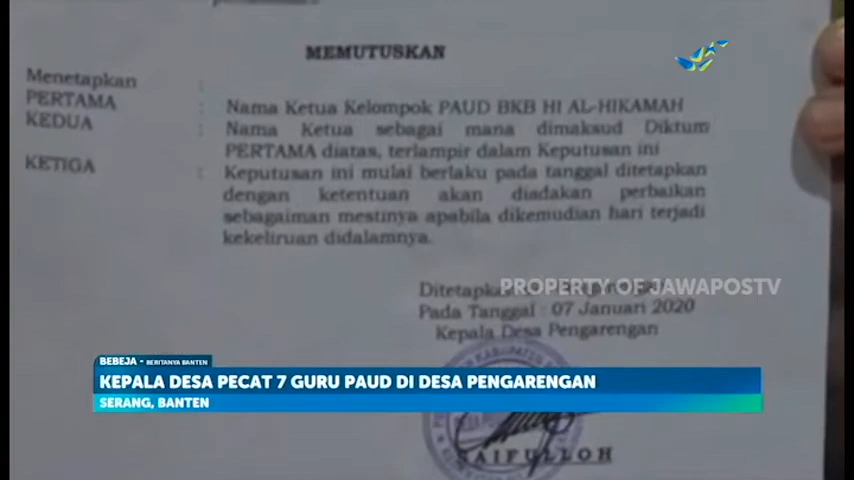 MEMUTUSKAN
Menetapkan :
PERTAMA : Nama Ketua Kelompok PAUD BKB HI AL-HIKAMAH
KEDUA : Nama Ketua sebagai mana dimaksud Diktum
PERTAMA diatas, terlampir dalam Keputusan ini
KETIGA : Keputusan ini mulai berlaku pada tanggal ditetapkan
dengan ketentuan akan diadakan perbaikan
sebagaiman mestinya apabila dikemudian hari terjadi
kekeliruan didalamnya.
PROPERTY OF JAWAPOSTV
Pada Tanggal : 07 Januari 2020
Kepala Desa Pengarengan
BEBEJA - BERITANYA BANTEN
KEPALA DESA PECAT 7 GURU PAUD DI DESA PENGARENGAN
SERANG, BANTEN
SAIFULLOH